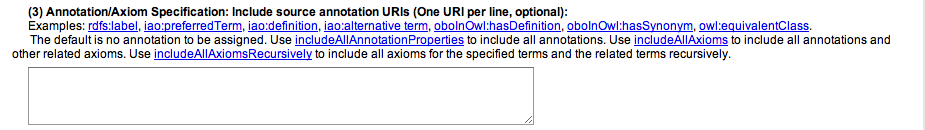 (3) Annotation/Axiom Specification: Include source annotation URIs (One URI per line, optional):
Examples: rdfs:label, iao:preferredTerm, iao:definition, iao:alternative term, oboInOwl:hasDefinition, oboInOwl:hasSynonym, owl:equivalentClass.
The default is no annotation to be assigned. Use includeAllAnnotationProperties to include all annotations. Use includeAllAxioms to include all annotations and
other related axioms. Use includeAllAxiomsRecursively to include all axioms for the specified terms and the related terms recursively.